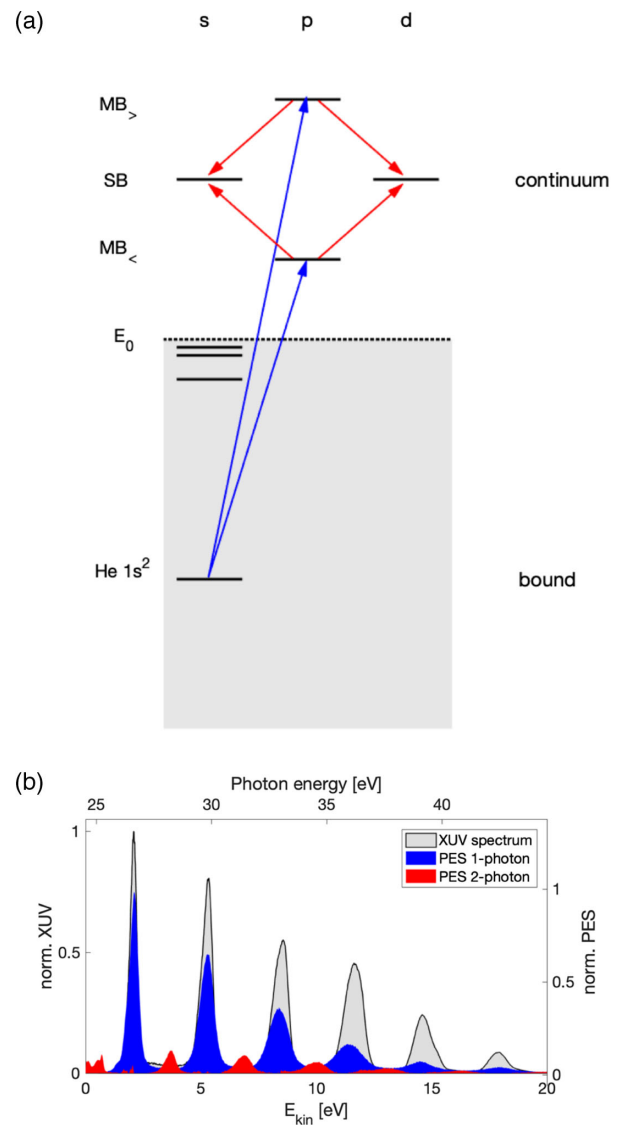 (a)
s p d
MB>
SB
continuum
MB<
E0
He 1s2
bound
(b)
Photon energy [eV]
25 30 35 40
XUV spectrum
PES 1-photon
PES 2-photon
norm. XUV
1
0.5
0
norm. PES
1
0.5
0
0 5 10 15 20
Ekin [eV]